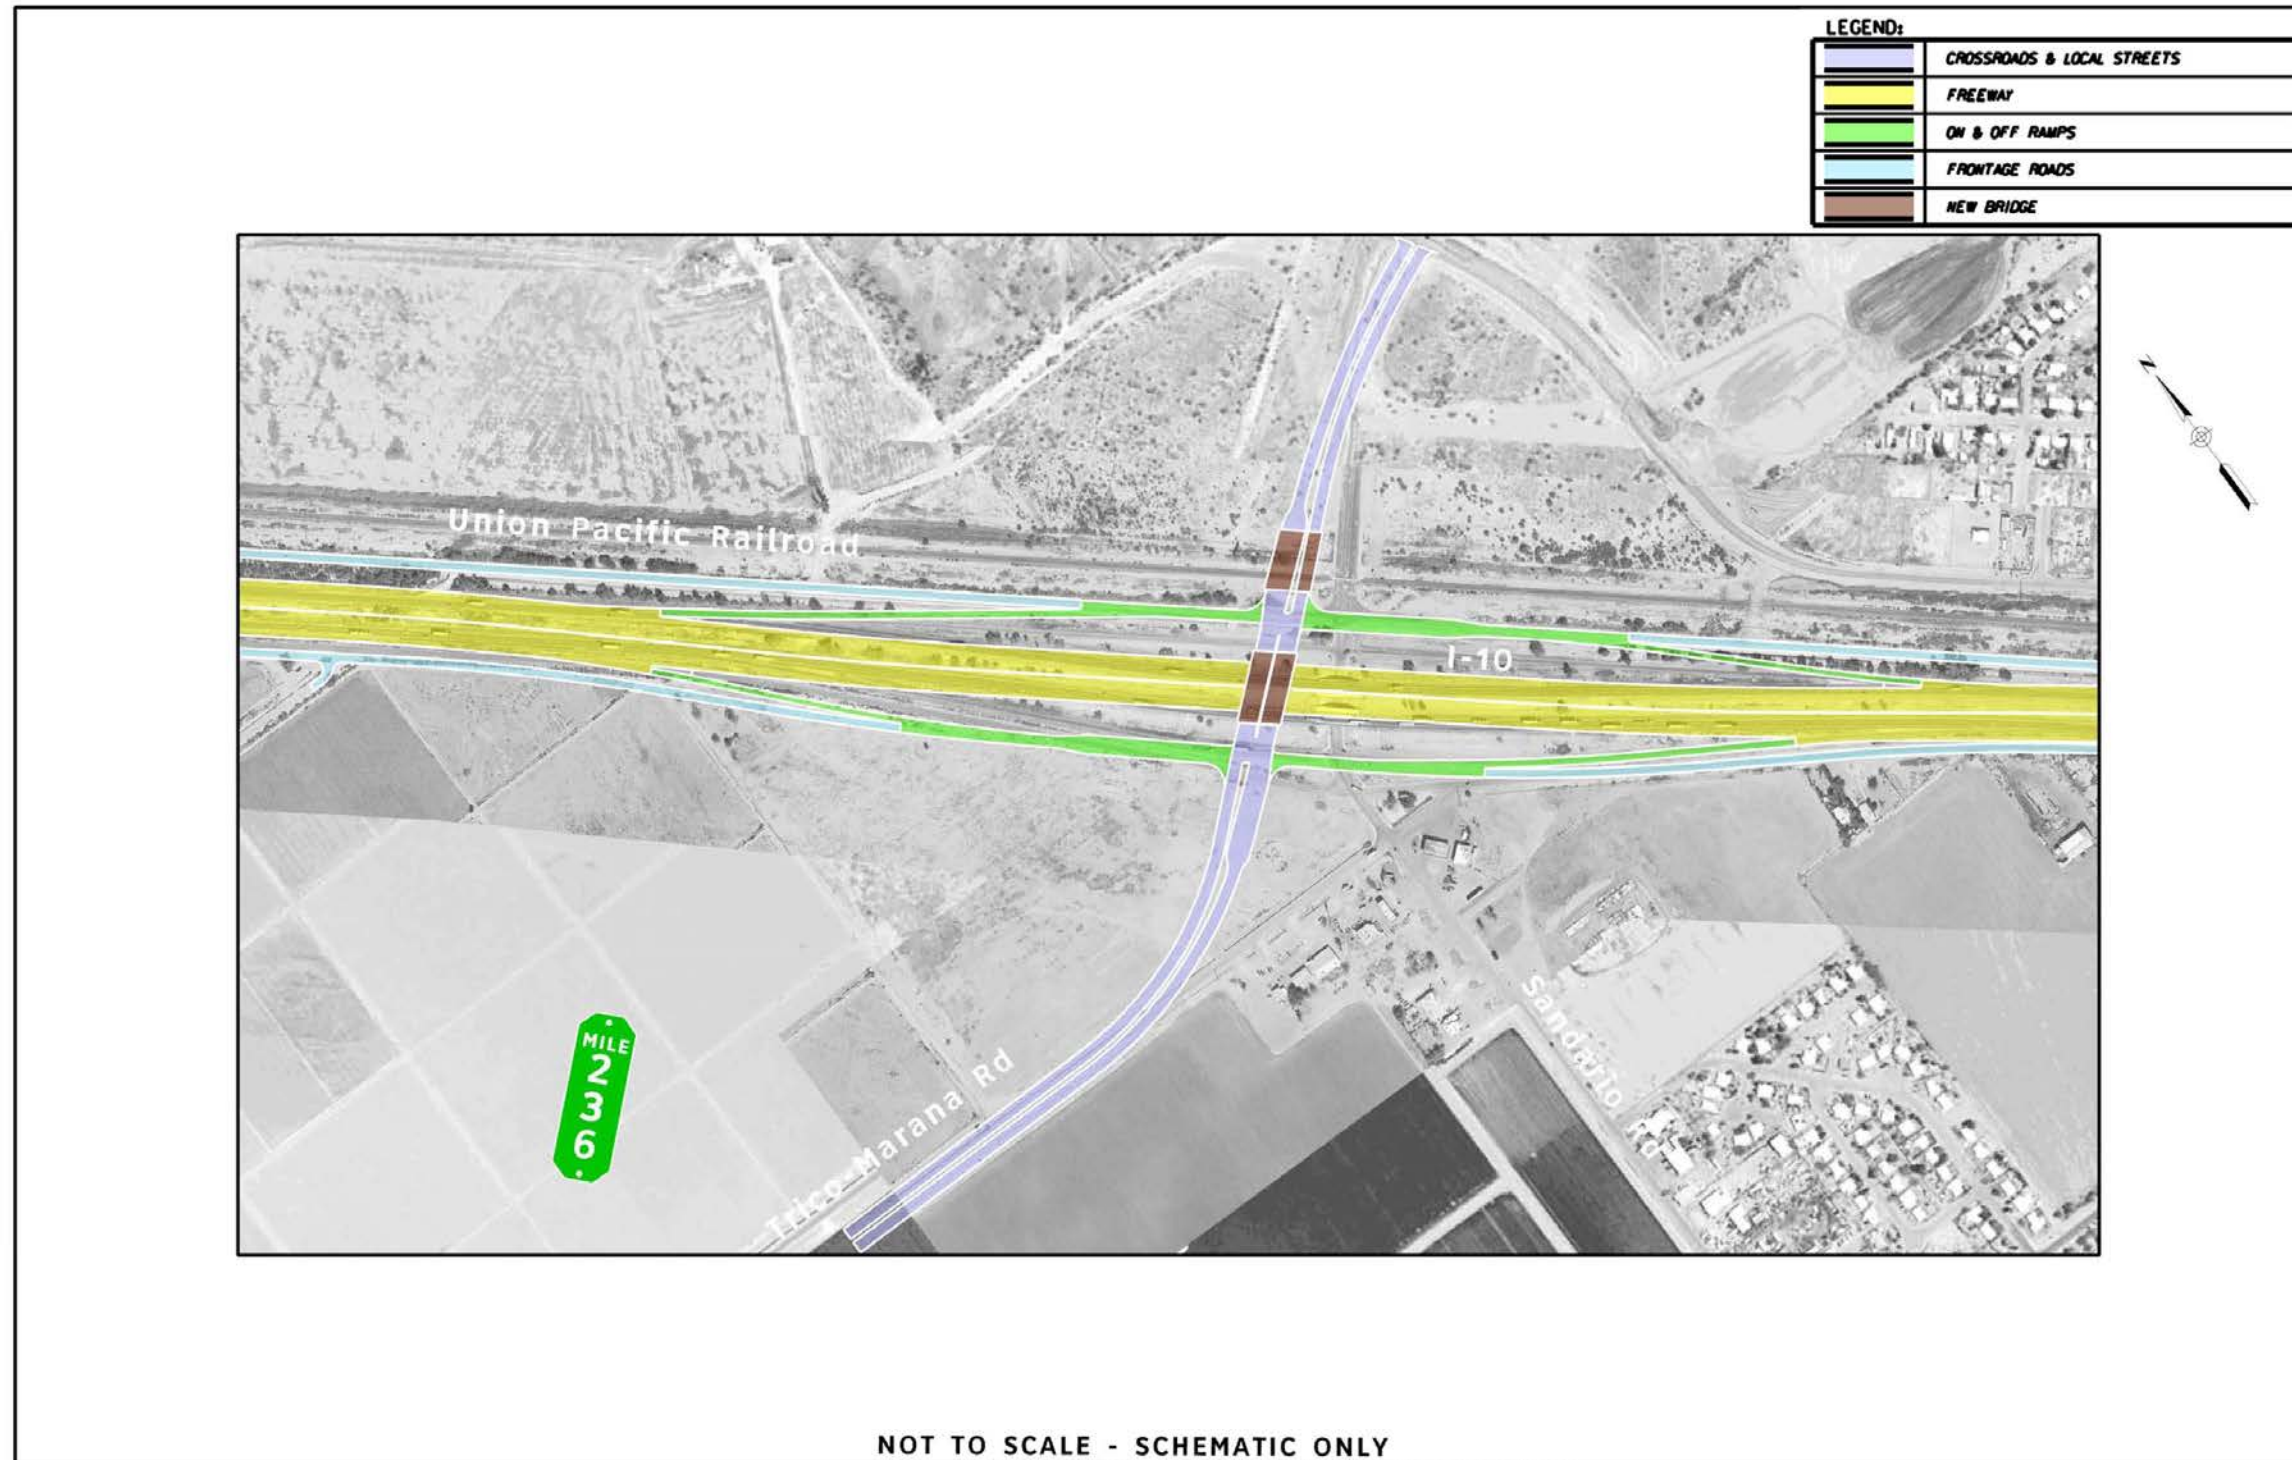 LEGEND:
CROSSROADS & LOCAL STREETS
FREEWAY
ON & OFF RAMPS
FRONTAGE ROADS
NEW BRIDGE
N
Union Pacific Railroad
I-10
Sandario Rd
MILE
2
3
6
Trico-Marana Rd
NOT TO SCALE - SCHEMATIC ONLY